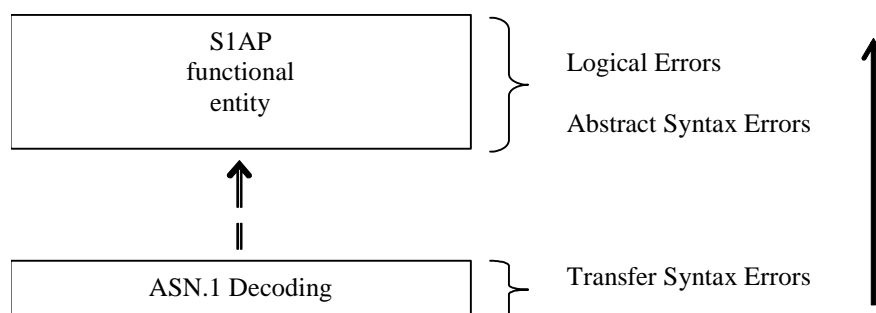 S1AP
functional
entity
Logical Errors
Abstract Syntax Errors
ASN.1 Decoding
Transfer Syntax Errors